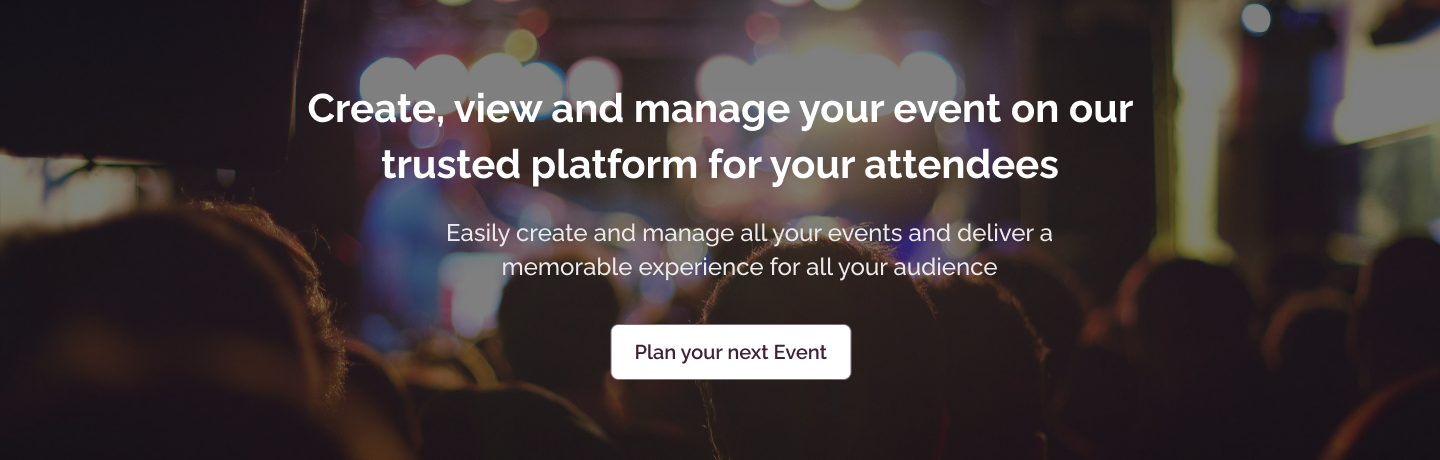 Create, view and manage your event on our
trusted platform for your attendees
Easily create and manage all your events and deliver a
memorable experience for all your audience
Plan your next Event